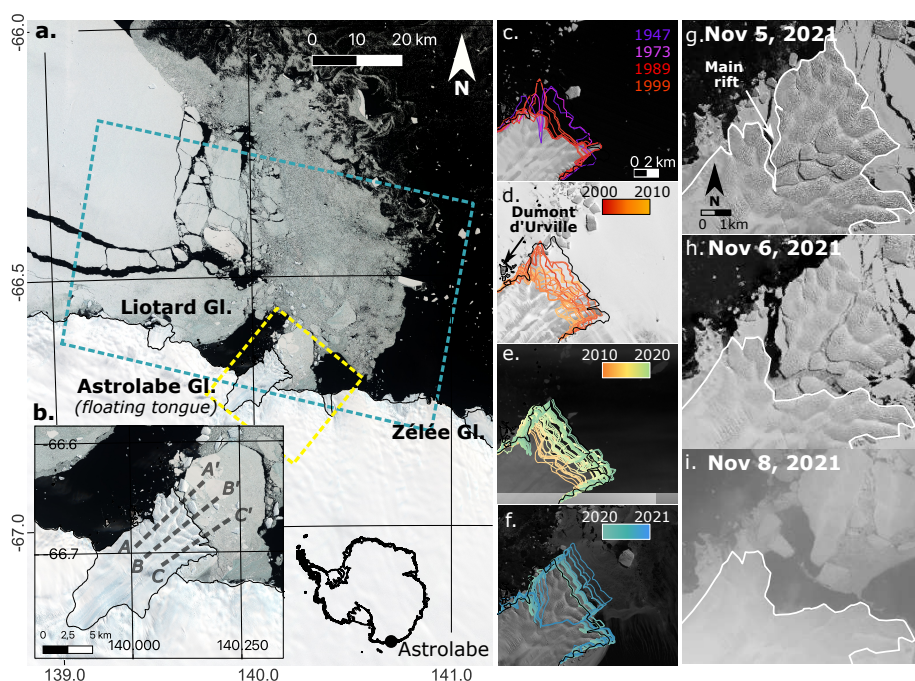 a.
-66.0
0 10 20 km
N
-66.5
Liotard Gl.
Astrolabe Gl.
(floating tongue)
Zélée Gl.
-67.0
139.0
140.0
141.0
b.
-66.6
A'
B'
C'
A
B
C
-66.7
0 2,5 5 km
140.000
140.250
Astrolabe
c.
1947
1973
1989
1999
0 2 km
d.
2000 2010
Dumont
d'Urville
e.
2010 2020
f.
2020 2021
g. Nov 5, 2021
Main
rift
N
0 1km
h. Nov 6, 2021
i. Nov 8, 2021